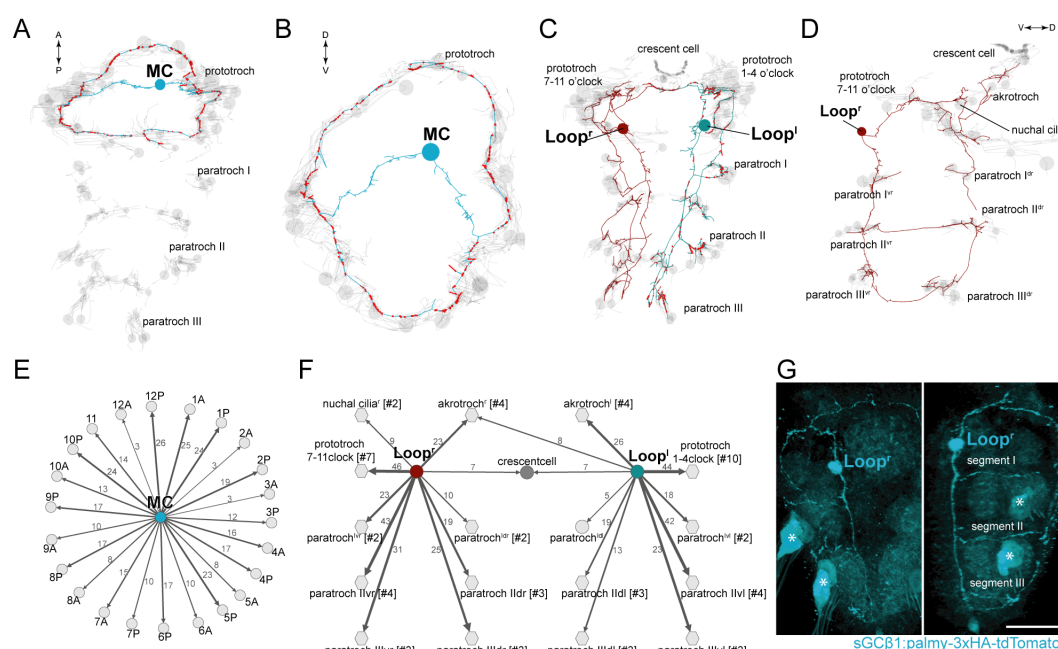 A
A
P
MC
prototroch
paratroch I
paratroch II
paratroch III
B
D
V
prototroch
MC
C
crescent cell
prototroch
7-11 o'clock
prototroch
1-4 o'clock
Loopʳ
Loopˡ
paratroch I
paratroch II
paratroch III
D
V D
crescent cell
prototroch
7-11 o'clock
akrotroch
Loopʳ
nuchal cil
paratroch Iᵛʳ
paratroch Iᵈʳ
paratroch IIᵈʳ
paratroch IIᵛʳ
paratroch IIIᵛʳ
paratroch IIIᵈʳ
E
12P
1A
12A
1P
11
2A
10P
2P
10A
3A
9P
3P
9A
4A
8P
4P
8A
5A
7A
5P
7P
6P
6A
MC
26
25
3
24
14
3
24
19
13
3
17
12
10
16
17
17
8
8
15
23
10
17
10
F
nuchal ciliaʳ [#2]
akrotrochʳ [#4]
akrotrochˡ [#4]
9
23
8
26
prototroch
7-11clock [#7]
Loopʳ
crescentcell
Loopˡ
prototroch
1-4clock [#10]
46
7
7
44
23
10
5
18
43
19
19
42
paratrochᴵᵛʳ [#2]
paratrochᴵᵈʳ [#2]
paratrochᴵᵈˡ
paratrochᴵᵛˡ [#2]
31
25
13
23
paratroch IIvr [#4]
paratroch IIdr [#3]
paratroch IIdl [#3]
paratroch IIvl [#4]
G
Loopʳ
*
*
Loopʳ
segment I
*
segment II
*
segment III
sGCβ1:palmy-3xHA-tdTomato